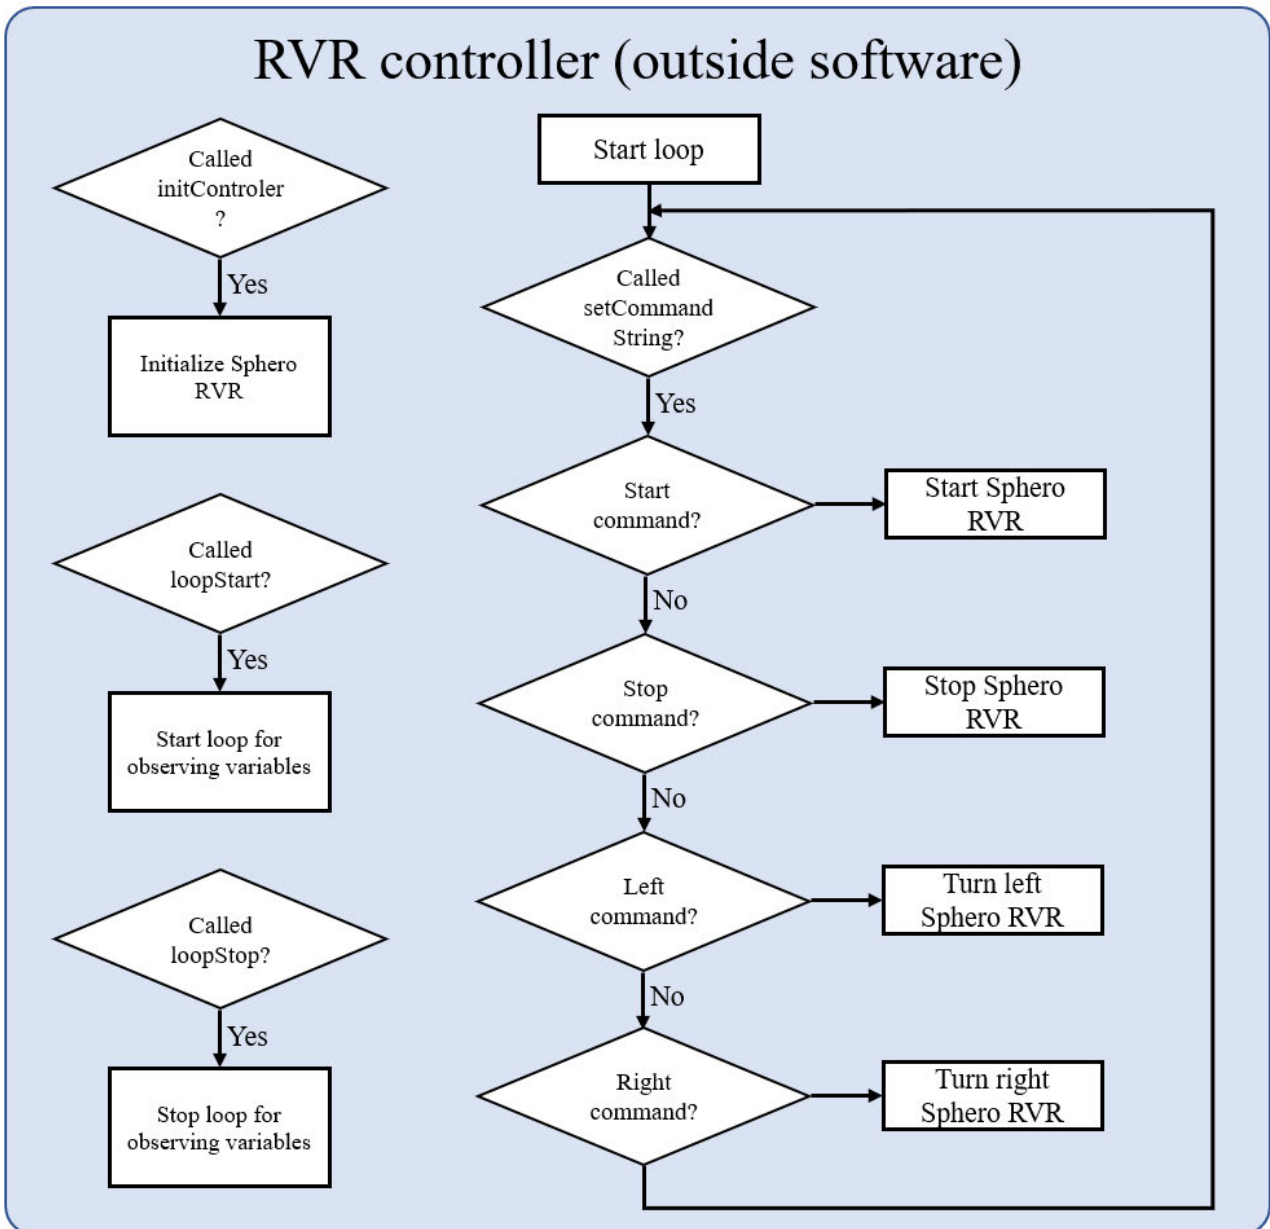 RVR controller (outside software)
Called
initControler
?
Yes
Initialize Sphero
RVR
Called
loopStart?
Yes
Start loop for
observing variables
Called
loopStop?
Yes
Stop loop for
observing variables
Start loop
Called
setCommand
String?
Yes
Start
command?
Start Sphero
RVR
No
Stop
command?
Stop Sphero
RVR
No
Left
command?
Turn left
Sphero RVR
No
Right
command?
Turn right
Sphero RVR